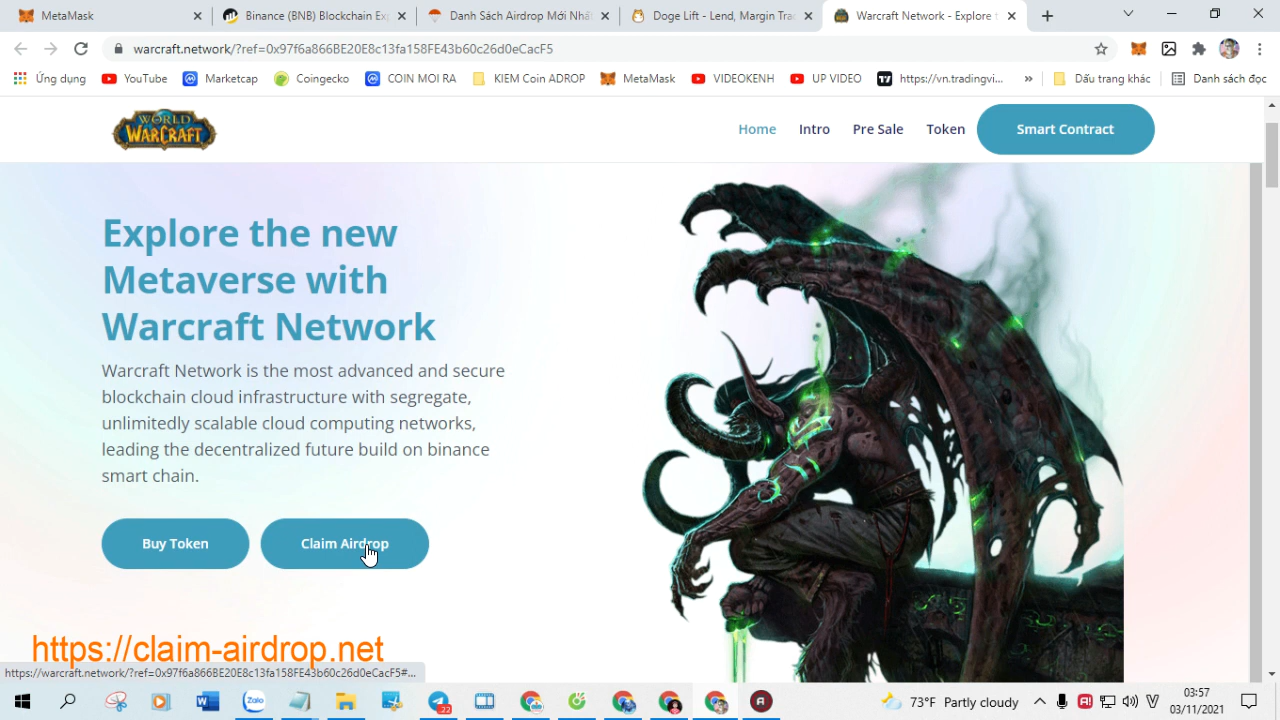 MetaMask
Binance (BNB) Blockchain Exp
Danh Sách Airdrop Mới Nhất
Doge Lift - Lend, Margin Trad
Warcraft Network - Explore t
warcraft.network/?ref=0x97f6a866BE20E8c13fa158FE43b60c26d0eCacF5
Ứng dụng
YouTube
Marketcap
Coingecko
COIN MOI RA
KIEM Coin ADROP
MetaMask
VIDEOKENH
UP VIDEO
https://vn.tradingvi...
»
Dấu trang khác
Danh sách đọc
WORLD
WARCRAFT
Home
Intro
Pre Sale
Token
Smart Contract
Explore the new
Metaverse with
Warcraft Network
Warcraft Network is the most advanced and secure
blockchain cloud infrastructure with segregate,
unlimitedly scalable cloud computing networks,
leading the decentralized future build on binance
smart chain.
Buy Token
Claim Airdrop
https://claim-airdrop.net
https://warcraft.network/?ref=0x97f6a866BE20E8c13fa158FE43b60c26d0eCacF5#...
Zalo
22
73°F Partly cloudy
03:57
03/11/2021